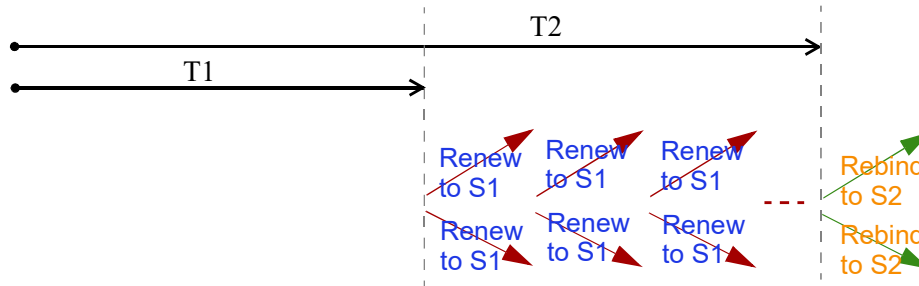 T2
T1
Renew
to S1
Renew
to S1
Renew
to S1
Rebind
to S2
Renew
to S1
Renew
to S1
Renew
to S1
Rebind
to S2